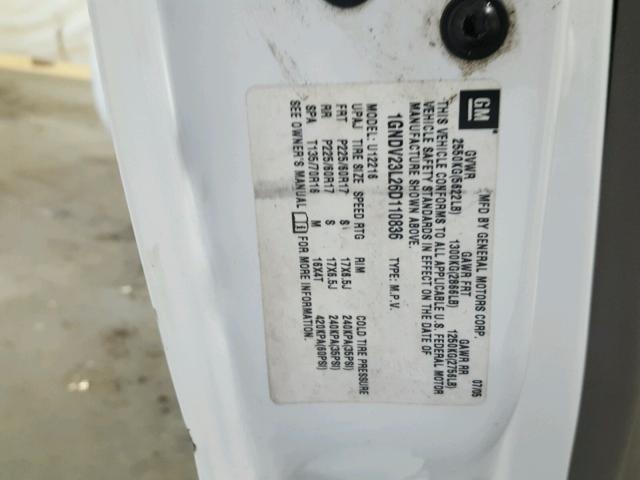 GM
MFD BY GENERAL MOTORS CORP. 07/05
GVWR GAWR FRT GAWR RR
2550KG(5622LB) 1300KG(2866LB) 1250KG(2756LB)
THIS VEHICLE CONFORMS TO ALL APPLICABLE U.S. FEDERAL MOTOR
VEHICLE SAFETY STANDARDS IN EFFECT ON THE DATE OF
MANUFACTURE SHOWN ABOVE.
1GNDV23L26D110836 TYPE: M.P.V.
MODEL: U12216
UPAJ TIRE SIZE SPEED RTG RIM COLD TIRE PRESSURE
FRT P225/60R17 S 17X6.5J 240KPA(35PSI)
RR P225/60R17 S 17X6.5J 240KPA(35PSI)
SPA T135/70R16 M 16X4T 420KPA(60PSI)
SEE OWNER'S MANUAL FOR MORE INFORMATION.